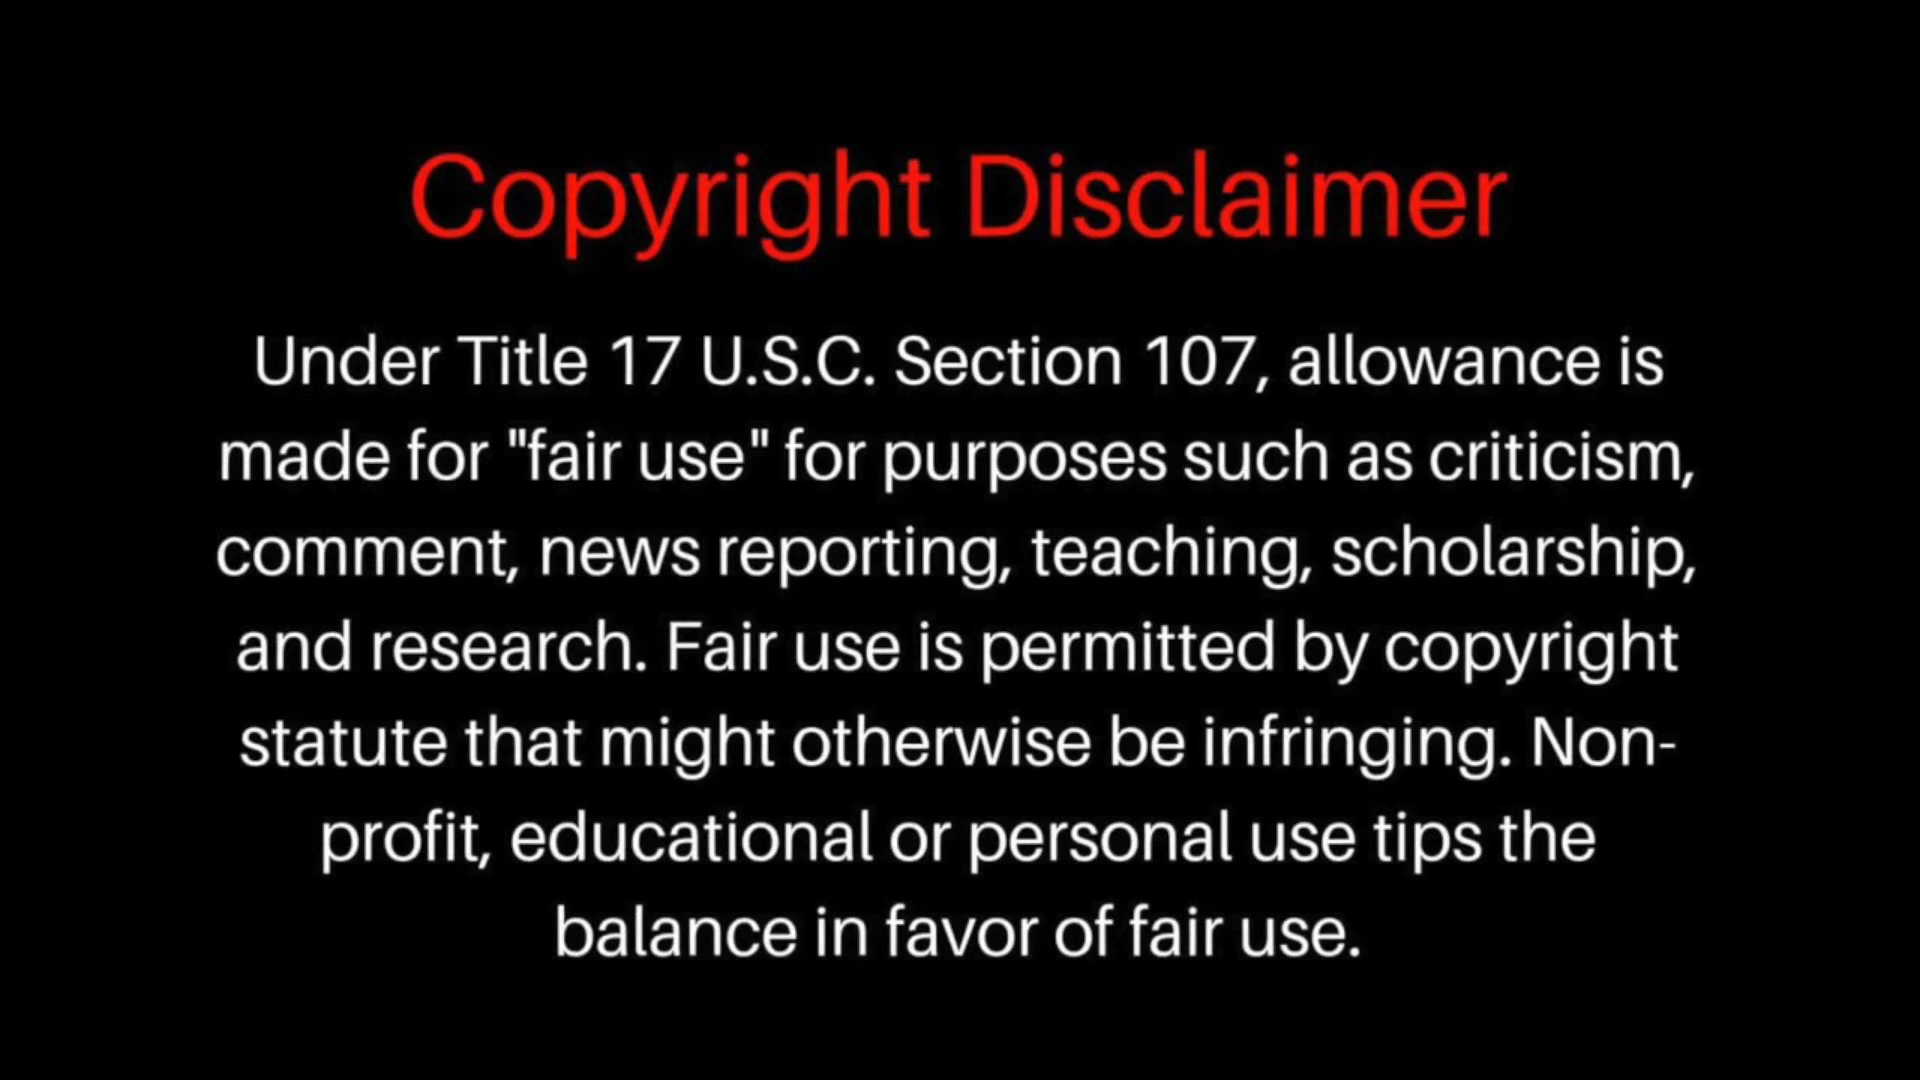 Copyright Disclaimer
Under Title 17 U.S.C. Section 107, allowance is
made for "fair use" for purposes such as criticism,
comment, news reporting, teaching, scholarship,
and research. Fair use is permitted by copyright
statute that might otherwise be infringing. Non-
profit, educational or personal use tips the
balance in favor of fair use.